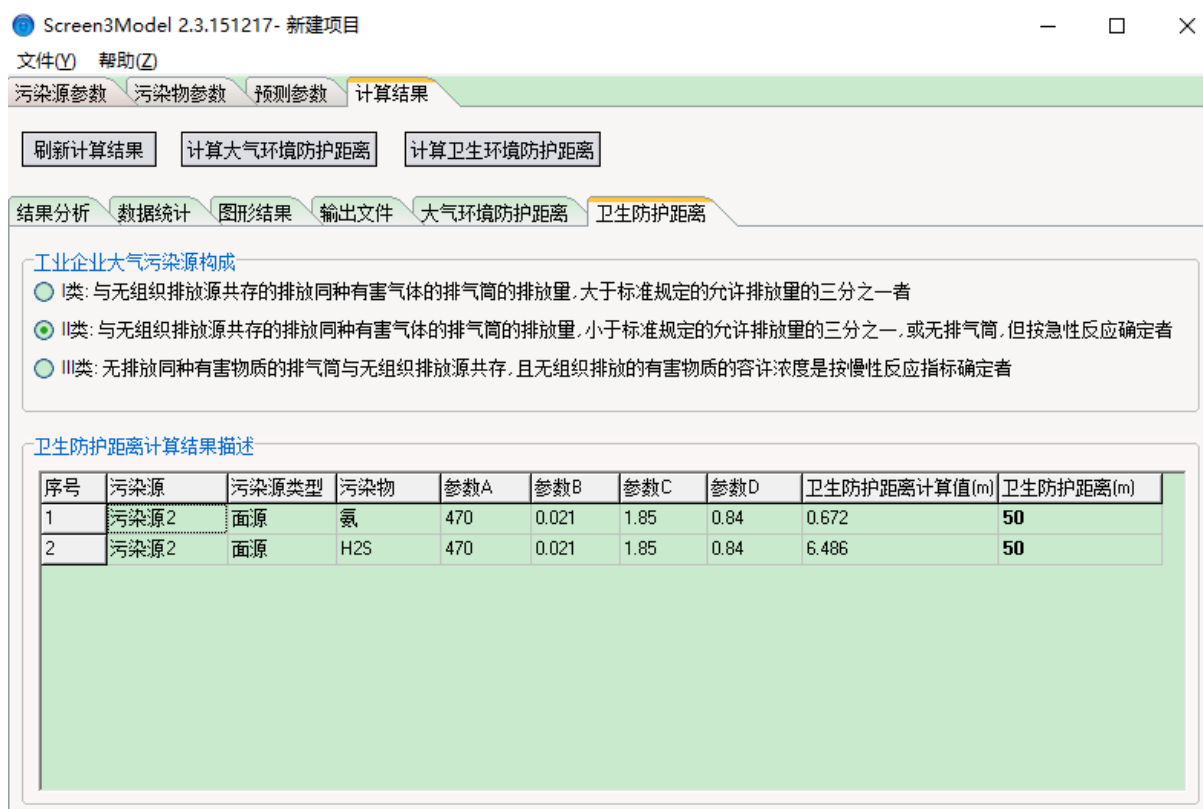 Screen3Model 2.3.151217- 新建项目
文件(Y) 帮助(Z)
污染源参数 污染物参数 预测参数 计算结果
刷新计算结果 计算大气环境防护距离 计算卫生环境防护距离
结果分析 数据统计 图形结果 输出文件 大气环境防护距离 卫生防护距离
工业企业大气污染源构成
I类: 与无组织排放源共存的排放同种有害气体的排气筒的排放量,大于标准规定的允许排放量的三分之一者
II类: 与无组织排放源共存的排放同种有害气体的排气筒的排放量,小于标准规定的允许排放量的三分之一,或无排气筒,但按急性反应确定者
III类: 无排放同种有害物质的排气筒与无组织排放源共存,且无组织排放的有害物质的容许浓度是按慢性反应指标确定者
卫生防护距离计算结果描述
序号 污染源 污染源类型 污染物 参数A 参数B 参数C 参数D 卫生防护距离计算值(m) 卫生防护距离(m)
1 污染源2 面源 氨 470 0.021 1.85 0.84 0.672 50
2 污染源2 面源 H2S 470 0.021 1.85 0.84 6.486 50